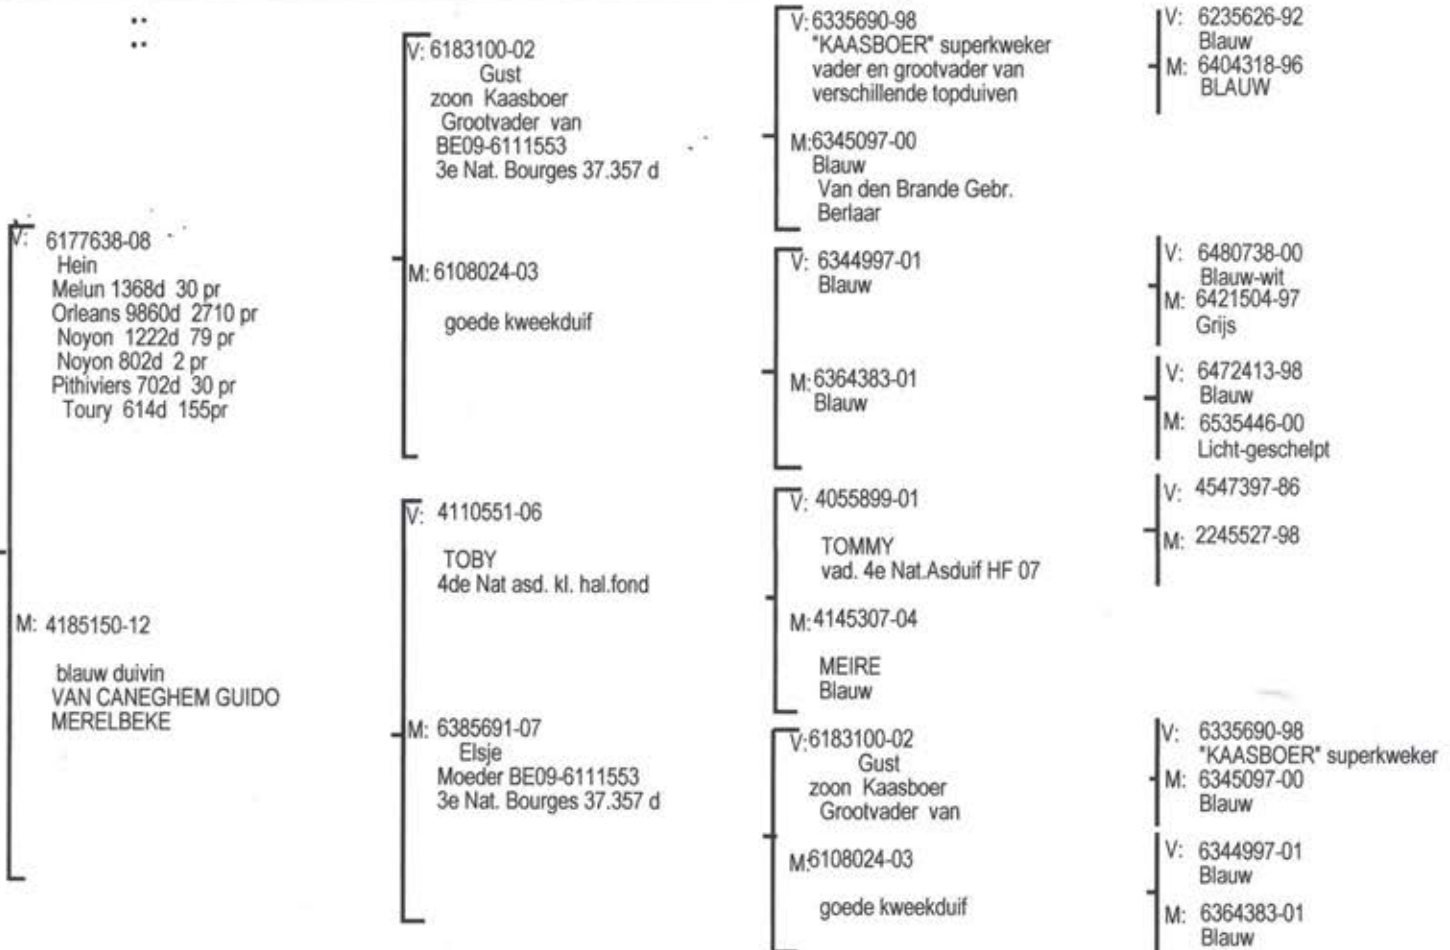 V: 6177638-08
Hein
Melun 1368d 30 pr
Orleans 9860d 2710 pr
Noyon 1222d 79 pr
Noyon 802d 2 pr
Pithiviers 702d 30 pr
Toury 614d 155pr
M: 4185150-12
blauw duivin
VAN CANEGHEM GUIDO
MERELBEKE
V: 6183100-02
Gust
zoon Kaasboer
Grootvader van
BE09-6111553
3e Nat. Bourges 37.357 d
M: 6108024-03
goede kweekduif
V: 4110551-06
TOBY
4de Nat asd. kl. hal.fond
M: 6385691-07
Elsje
Moeder BE09-6111553
3e Nat. Bourges 37.357 d
V: 6335690-98
"KAASBOER" superkweker
vader en grootvader van
verschillende topduiven
M:6345097-00
Blauw
Van den Brande Gebr.
Berlaar
V: 6344997-01
Blauw
M: 6364383-01
Blauw
V: 4055899-01
TOMMY
vad. 4e Nat.Asduif HF 07
M:4145307-04
MEIRE
Blauw
V:6183100-02
Gust
zoon Kaasboer
Grootvader van
M:6108024-03
goede kweekduif
V: 6235626-92
Blauw
M: 6404318-96
BLAUW
V: 6480738-00
Blauw-wit
M: 6421504-97
Grijs
V: 6472413-98
Blauw
M: 6535446-00
Licht-geschelpt
V: 4547397-86
M: 2245527-98
V: 6335690-98
"KAASBOER" superkweker
M: 6345097-00
Blauw
V: 6344997-01
Blauw
M: 6364383-01
Blauw